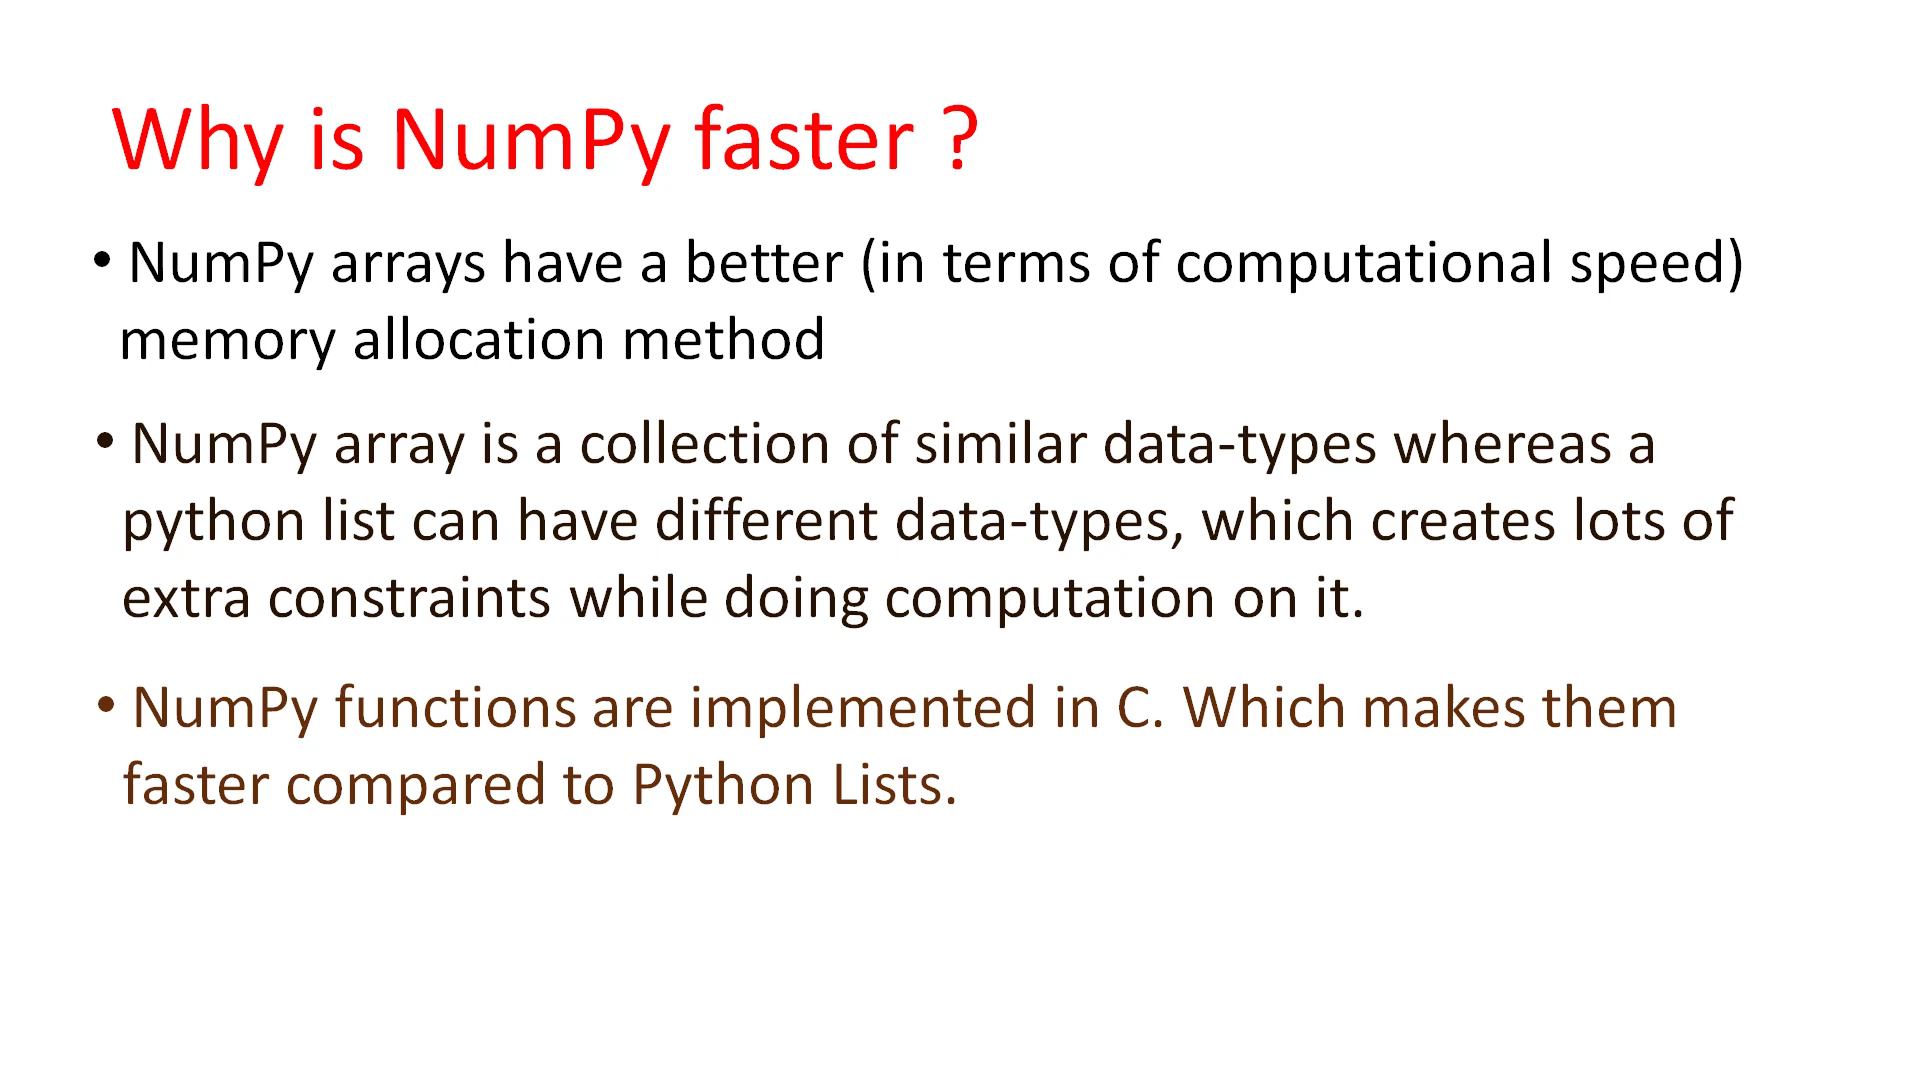 Why is NumPy faster ?
• NumPy arrays have a better (in terms of computational speed)
memory allocation method
• NumPy array is a collection of similar data-types whereas a
python list can have different data-types, which creates lots of
extra constraints while doing computation on it.
• NumPy functions are implemented in C. Which makes them
faster compared to Python Lists.